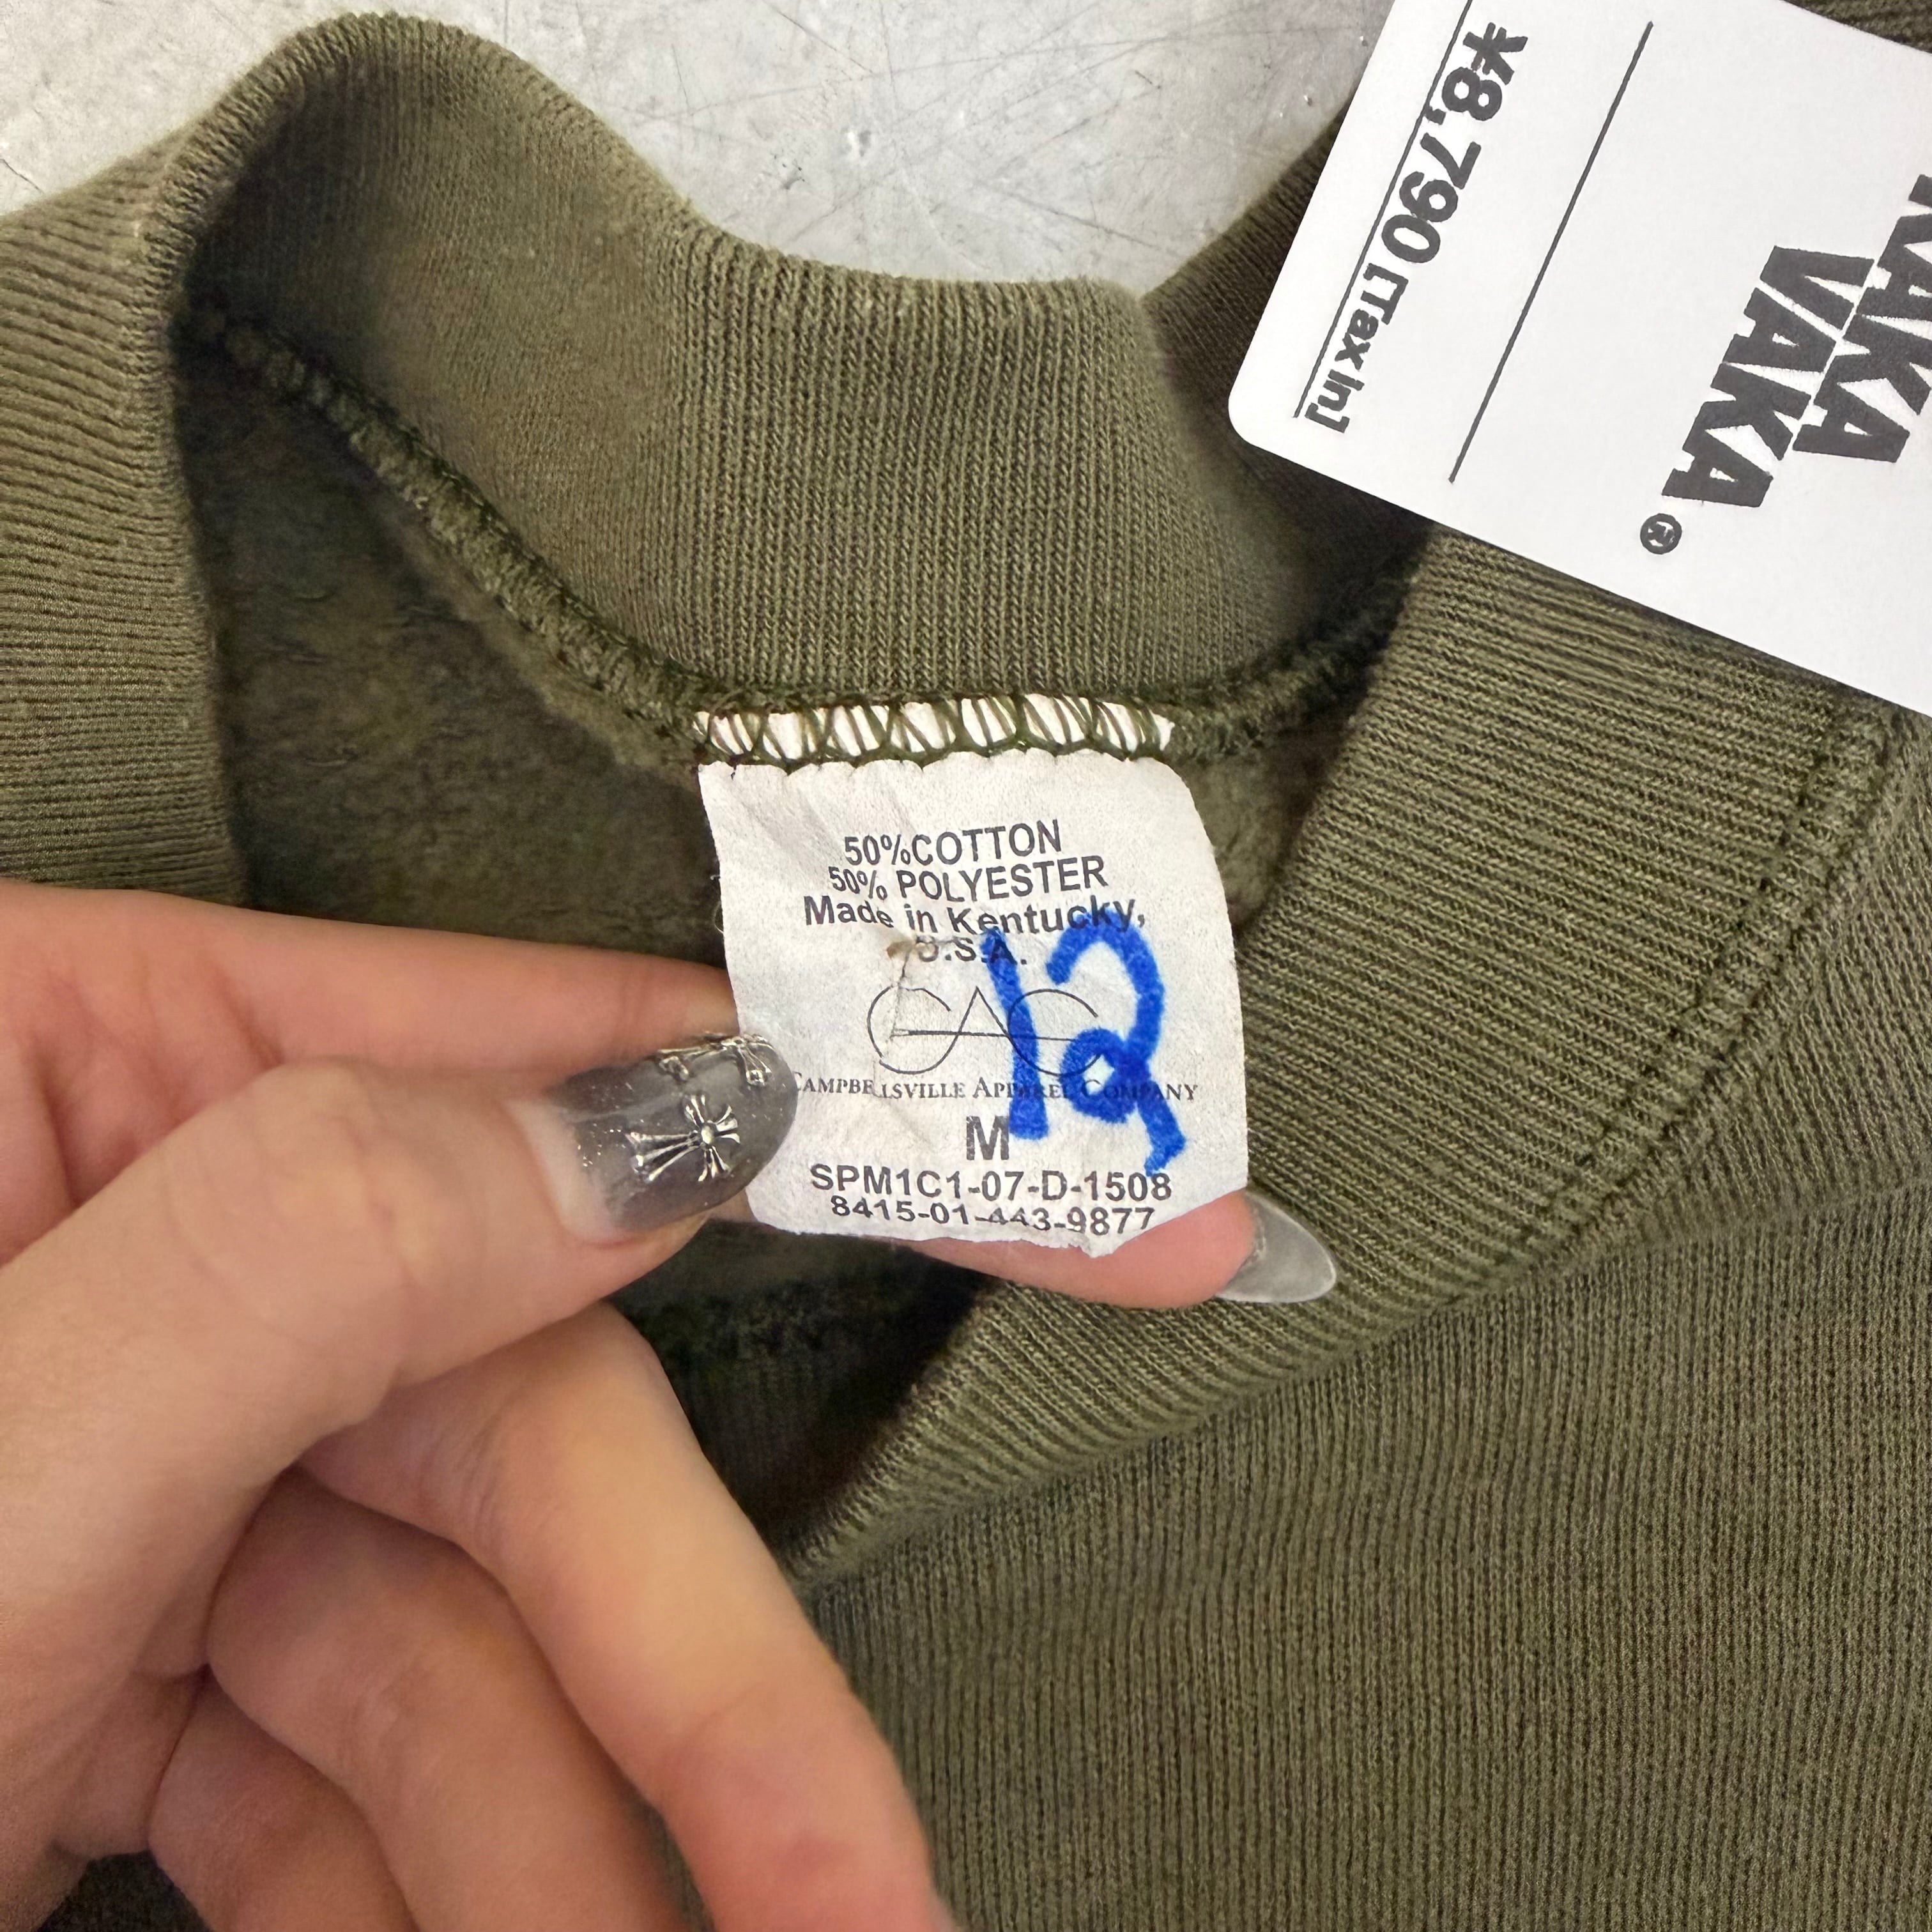 50%COTTON
50% POLYESTER
Made in Kentucky,
U.S.A.
CAC
CAMPBELLSVILLE APPAREL COMPANY
M
SPM1C1-07-D-1508
8415-01-443-9877
12
¥8,790 [Tax In]
VAKA®